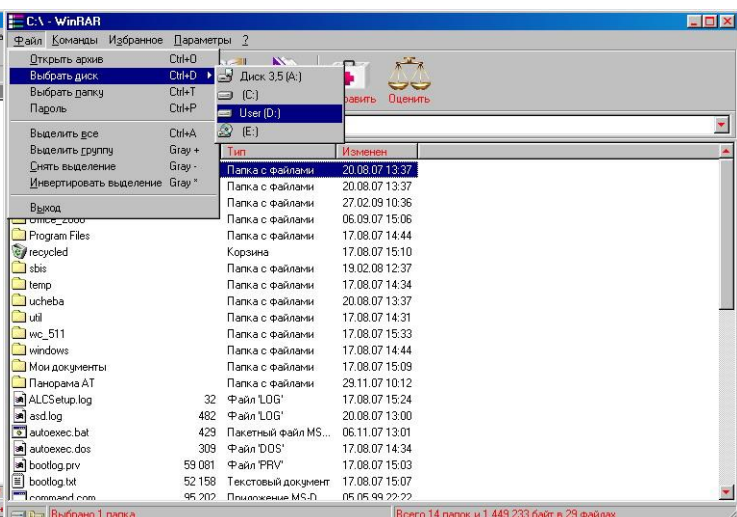 C:\ - WinRAR
Файл Команды Избранное Параметры ?
Открыть архив Ctrl+O
Выбрать диск Ctrl+D
Выбрать папку Ctrl+T
Пароль Ctrl+P
Выделить все Ctrl+A
Выделить группу Gray +
Снять выделение Gray -
Инвертировать выделение Gray *
Выход
Диск 3,5 (A:)
(C:)
User (D:)
(E:)
Оценить
Тип Изменен
Папка с файлами 20.08.07 13:37
Папка с файлами 20.08.07 13:37
Папка с файлами 27.02.09 10:36
Папка с файлами 06.09.07 15:06
Program Files Папка с файлами 17.08.07 14:44
recycled Корзина 17.08.07 15:10
sbis Папка с файлами 19.02.08 12:37
temp Папка с файлами 17.08.07 14:34
ucheba Папка с файлами 20.08.07 13:37
util Папка с файлами 17.08.07 14:31
wc_511 Папка с файлами 17.08.07 15:33
windows Папка с файлами 17.08.07 14:44
Мои документы Папка с файлами 17.08.07 15:09
Панорама АТ Папка с файлами 29.11.07 10:12
ALCSetup.log 32 Файл 'LOG' 17.08.07 15:24
asd.log 482 Файл 'LOG' 20.08.07 13:00
autoexec.bat 429 Пакетный файл MS... 06.11.07 13:01
autoexec.dos 309 Файл 'DOS' 17.08.07 14:34
bootlog.prv 59 081 Файл 'PRV' 17.08.07 15:03
bootlog.txt 52 158 Текстовый документ 17.08.07 15:07
command.com 95 202 Приложение MS-D 05.05.99 22:22
Выбрано 1 папка Всего 14 папок и 1 449 233 байт в 29 файлах